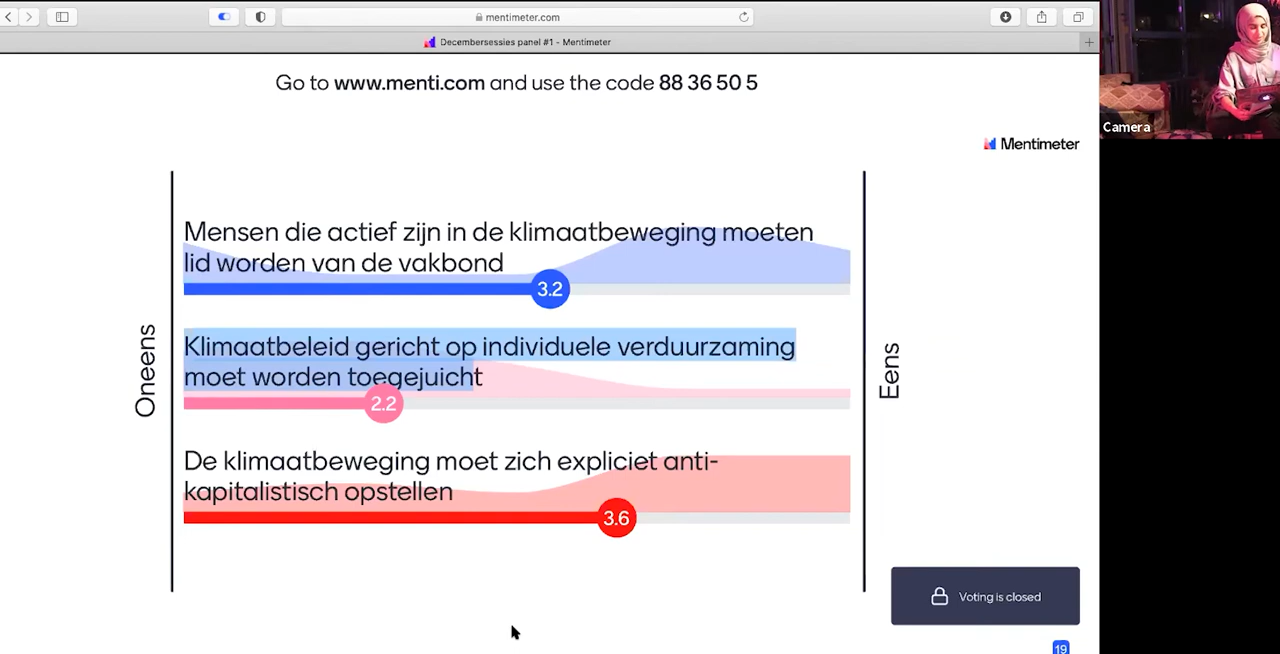 mentimeter.com
Decembersessies panel #1 - Mentimeter
Go to www.menti.com and use the code 88 36 50 5
Camera
Mentimeter
Mensen die actief zijn in de klimaatbeweging moeten
lid worden van de vakbond
3.2
Klimaatbeleid gericht op individuele verduurzaming
moet worden toegejuicht
2.2
De klimaatbeweging moet zich expliciet anti-
kapitalistisch opstellen
3.6
Oneens
Eens
Voting is closed
19